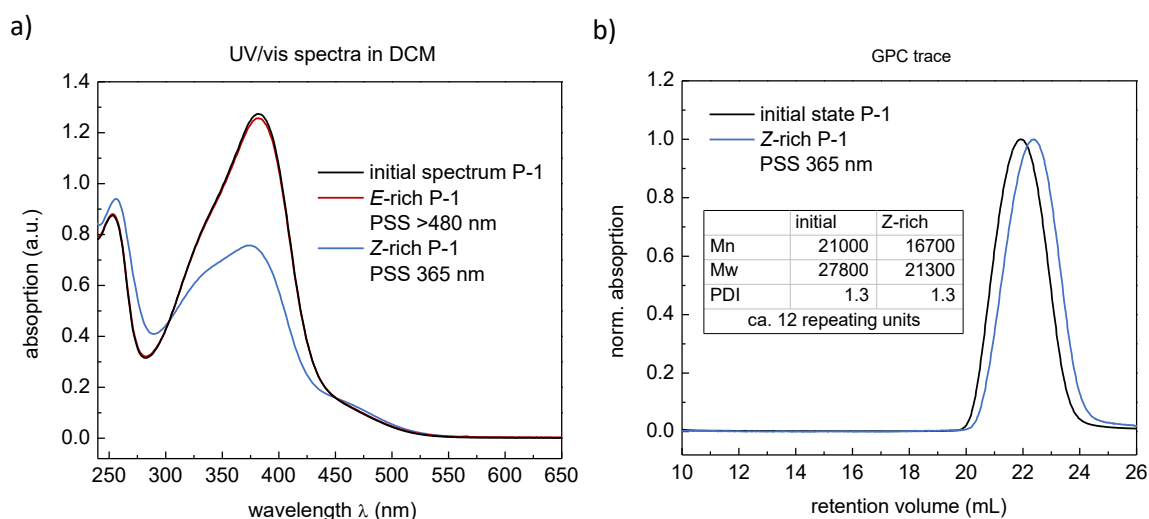 a)
UV/vis spectra in DCM
1.4
1.2
1.0
0.8
0.6
0.4
0.2
0.0
absoprtion (a.u.)
initial spectrum P-1
E-rich P-1
PSS >480 nm
Z-rich P-1
PSS 365 nm
250 300 350 400 450 500 550 600 650
wavelength λ (nm)
b)
GPC trace
1.2
1.0
0.8
0.6
0.4
0.2
0.0
norm. absoprtion
initial state P-1
Z-rich P-1
PSS 365 nm
initial Z-rich
Mn 21000 16700
Mw 27800 21300
PDI 1.3 1.3
ca. 12 repeating units
10 12 14 16 18 20 22 24 26
retention volume (mL)